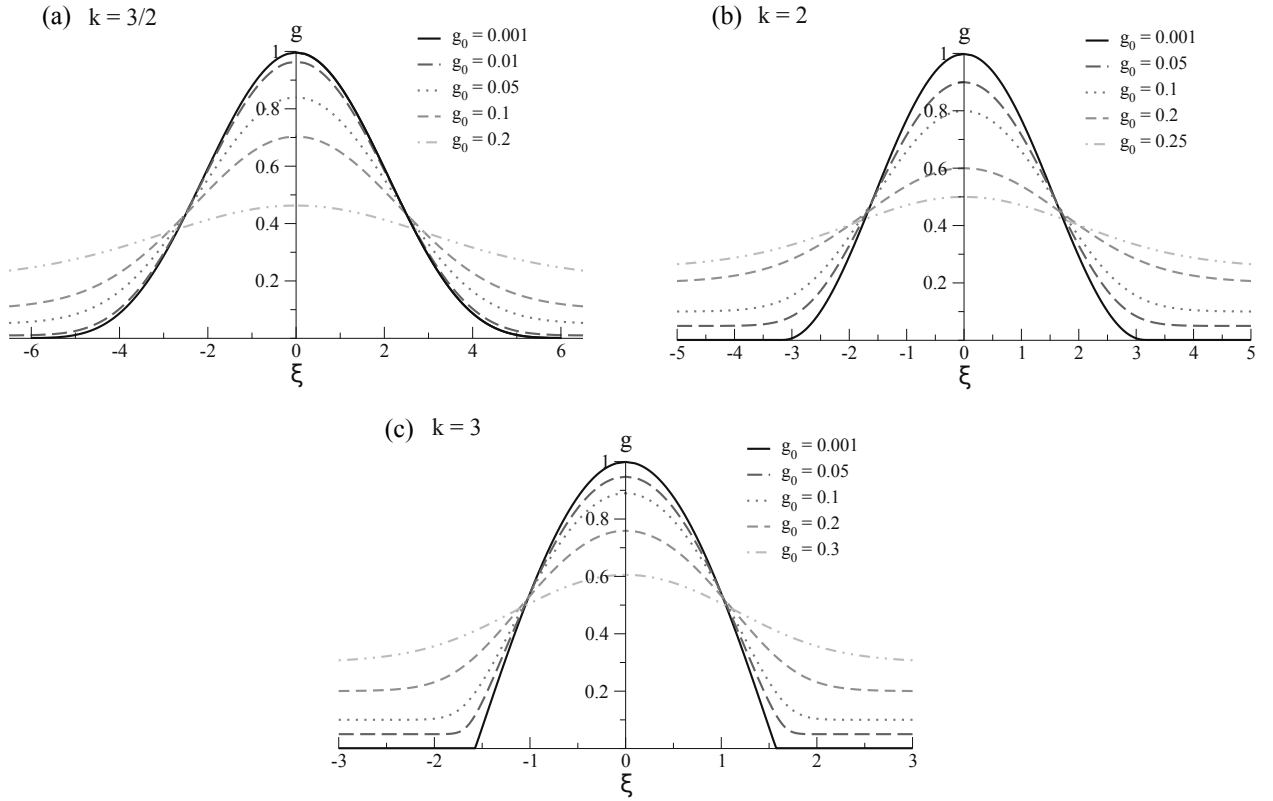 (a) k = 3/2
g
g₀ = 0.001
g₀ = 0.01
g₀ = 0.05
g₀ = 0.1
g₀ = 0.2
1
0.8
0.6
0.4
0.2
-6 -4 -2 0 2 4 6
ξ
(b) k = 2
g
g₀ = 0.001
g₀ = 0.05
g₀ = 0.1
g₀ = 0.2
g₀ = 0.25
1
0.8
0.6
0.4
0.2
-5 -4 -3 -2 -1 0 1 2 3 4 5
ξ
(c) k = 3
g
g₀ = 0.001
g₀ = 0.05
g₀ = 0.1
g₀ = 0.2
g₀ = 0.3
1
0.8
0.6
0.4
0.2
-3 -2 -1 0 1 2 3
ξ